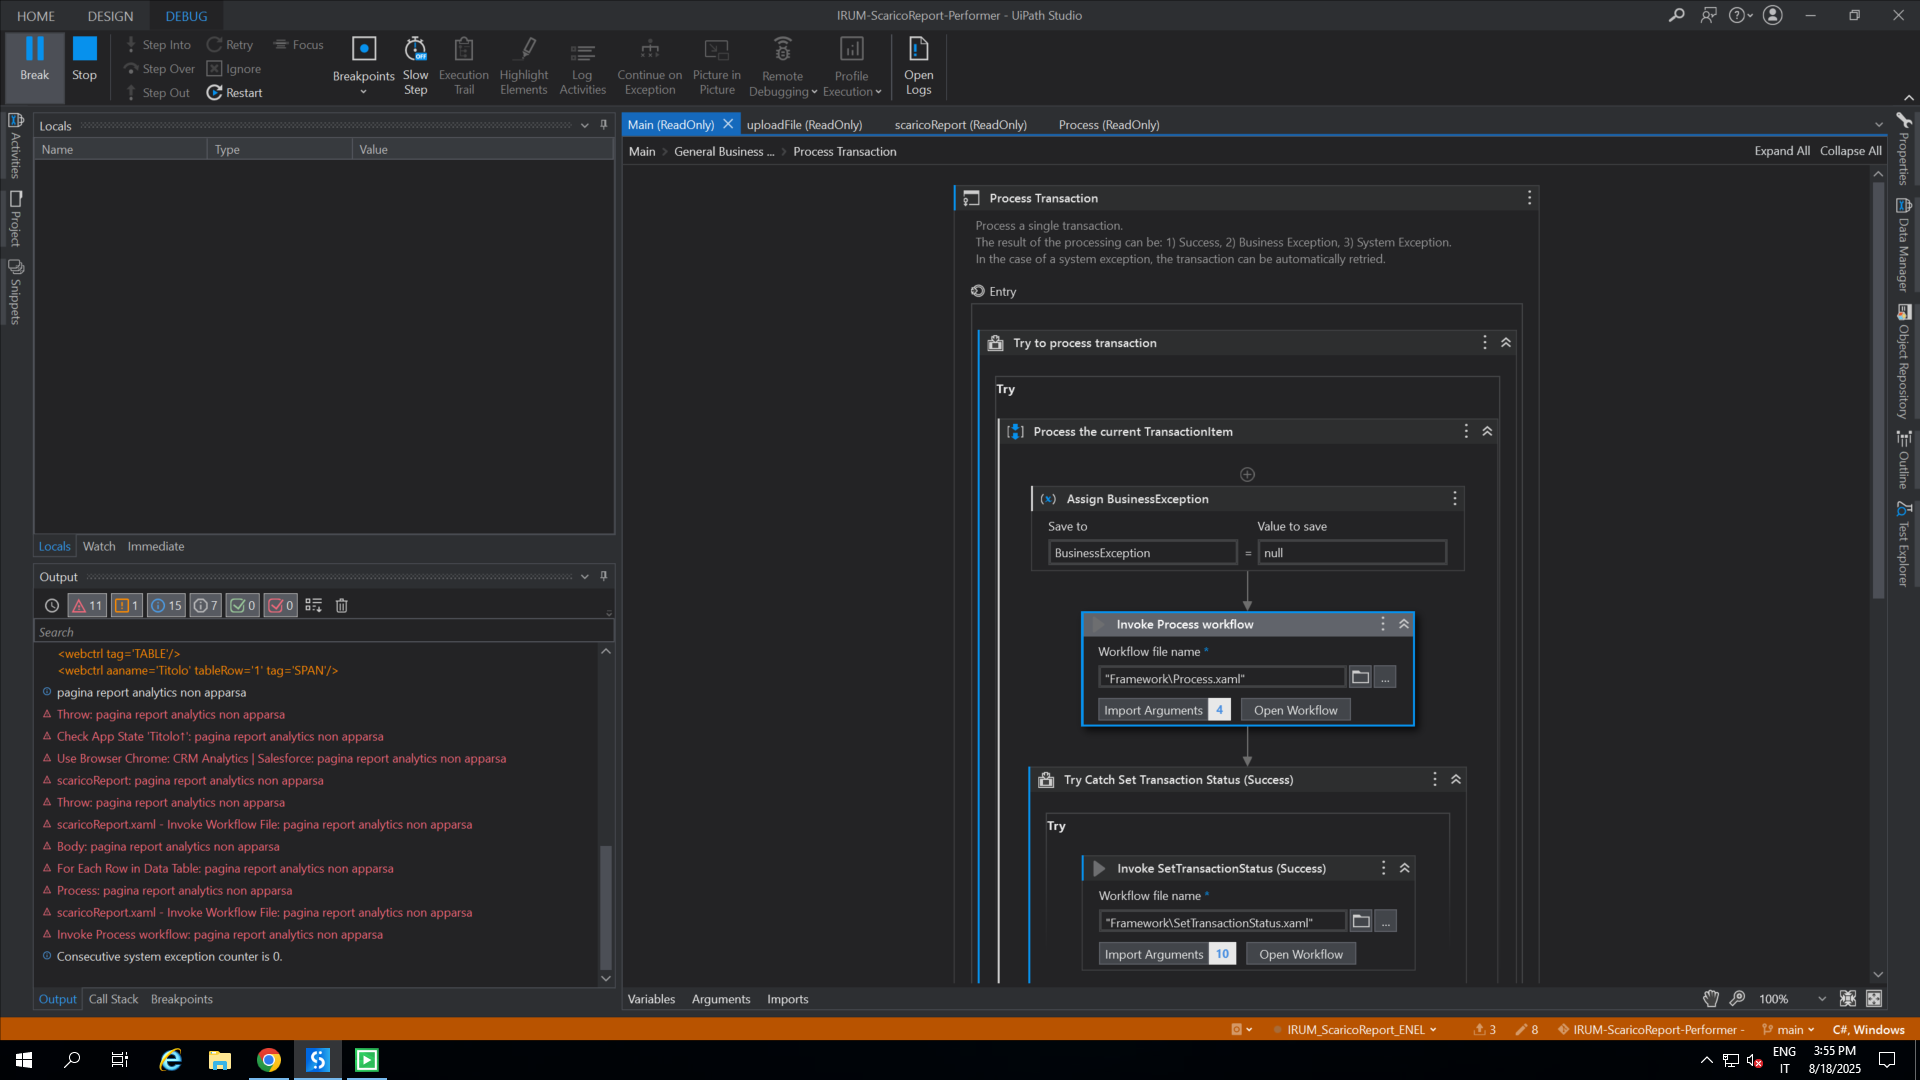 HOME DESIGN DEBUG
IRUM-ScaricoReport-Performer - UiPath Studio
Break
Stop
Step Into
Step Over
Step Out
Retry
Ignore
Restart
Focus
Breakpoints
Slow Step
Execution Trail
Highlight Elements
Log Activities
Continue on Exception
Picture in Picture
Remote Debugging
Profile Execution
Open Logs
Activities
Project
Snippets
Locals
Name Type Value
Locals Watch Immediate
Output
11 1 15 7 0 0
Search
<webctrl tag='TABLE'/>
<webctrl aaname='Titolo' tableRow='1' tag='SPAN'/>
pagina report analytics non apparsa
Throw: pagina report analytics non apparsa
Check App State 'Titolo1': pagina report analytics non apparsa
Use Browser Chrome: CRM Analytics | Salesforce: pagina report analytics non apparsa
scaricoReport: pagina report analytics non apparsa
Throw: pagina report analytics non apparsa
scaricoReport.xaml - Invoke Workflow File: pagina report analytics non apparsa
Body: pagina report analytics non apparsa
For Each Row in Data Table: pagina report analytics non apparsa
Process: pagina report analytics non apparsa
scaricoReport.xaml - Invoke Workflow File: pagina report analytics non apparsa
Invoke Process workflow: pagina report analytics non apparsa
Consecutive system exception counter is 0.
Output Call Stack Breakpoints
Main (ReadOnly) uploadFile (ReadOnly) scaricoReport (ReadOnly) Process (ReadOnly)
Main > General Business ... > Process Transaction
Expand All Collapse All
Process Transaction
Process a single transaction.
The result of the processing can be: 1) Success, 2) Business Exception, 3) System Exception.
In the case of a system exception, the transaction can be automatically retried.
Entry
Try to process transaction
Try
Process the current TransactionItem
(x) Assign BusinessException
Save to Value to save
BusinessException = null
Invoke Process workflow
Workflow file name *
"Framework\Process.xaml" ...
Import Arguments 4 Open Workflow
Try Catch Set Transaction Status (Success)
Try
Invoke SetTransactionStatus (Success)
Workflow file name *
"Framework\SetTransactionStatus.xaml" ...
Import Arguments 10 Open Workflow
Variables Arguments Imports
100%
Properties
Data Manager
Object Repository
Outline
Test Explorer
IRUM_ScaricoReport_ENEL 3 8 IRUM-ScaricoReport-Performer - main C#, Windows
ENG
IT
3:55 PM
8/18/2025